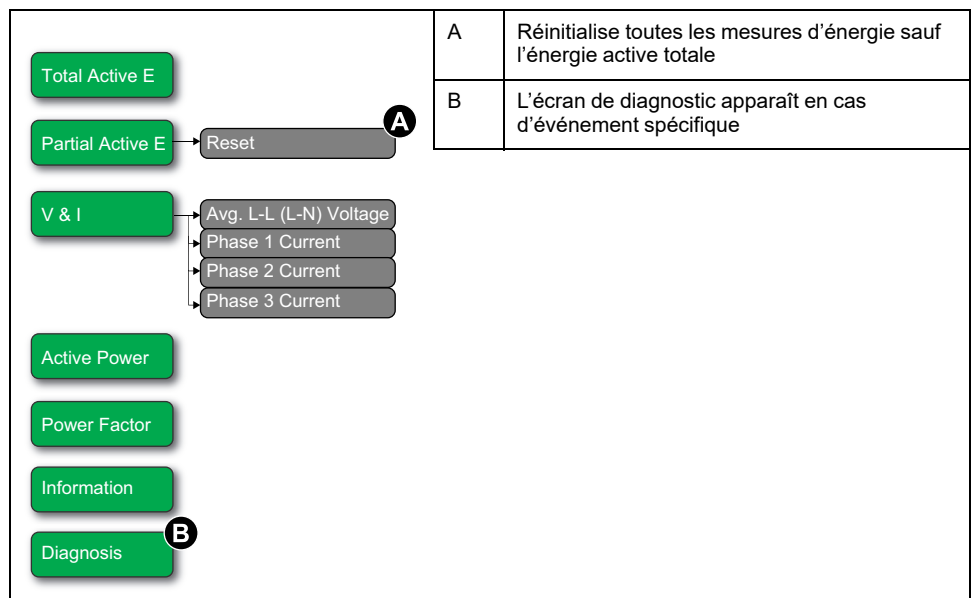 A
Réinitialise toutes les mesures d'énergie sauf
l'énergie active totale
B
L'écran de diagnostic apparaît en cas
d'événement spécifique
Total Active E
Partial Active E
Reset
A
V & I
Avg. L-L (L-N) Voltage
Phase 1 Current
Phase 2 Current
Phase 3 Current
Active Power
Power Factor
Information
Diagnosis
B